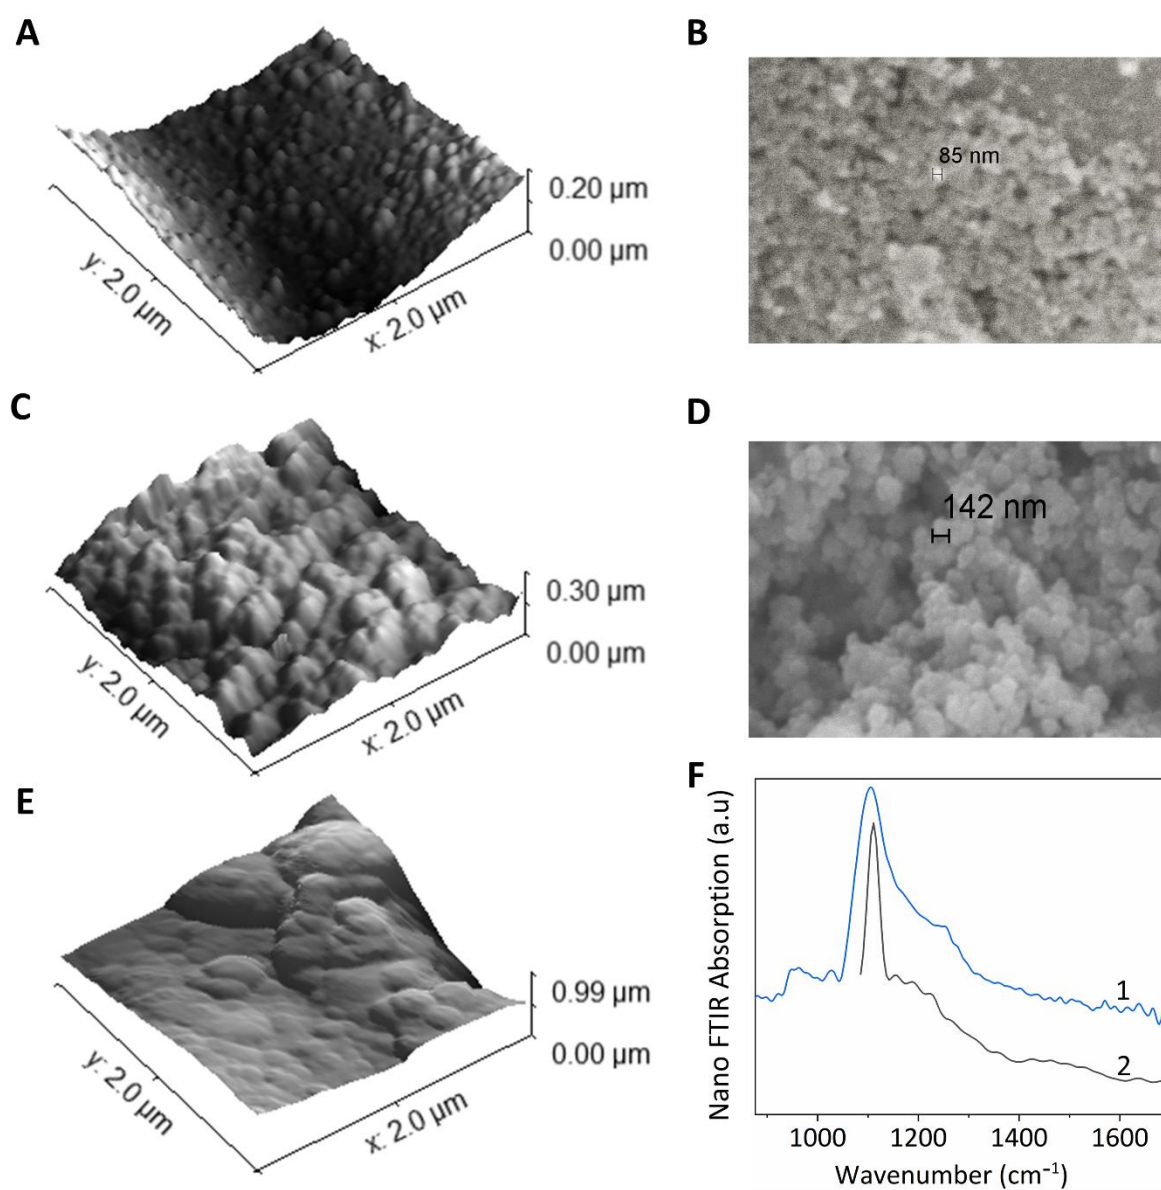 A
0.20 µm
0.00 µm
y: 2.0 µm
x: 2.0 µm
B
85 nm
C
0.30 µm
0.00 µm
y: 2.0 µm
x: 2.0 µm
D
142 nm
E
0.99 µm
0.00 µm
y: 2.0 µm
x: 2.0 µm
F
Nano FTIR Absorption (a.u)
1
2
1000 1200 1400 1600
Wavenumber (cm⁻¹)